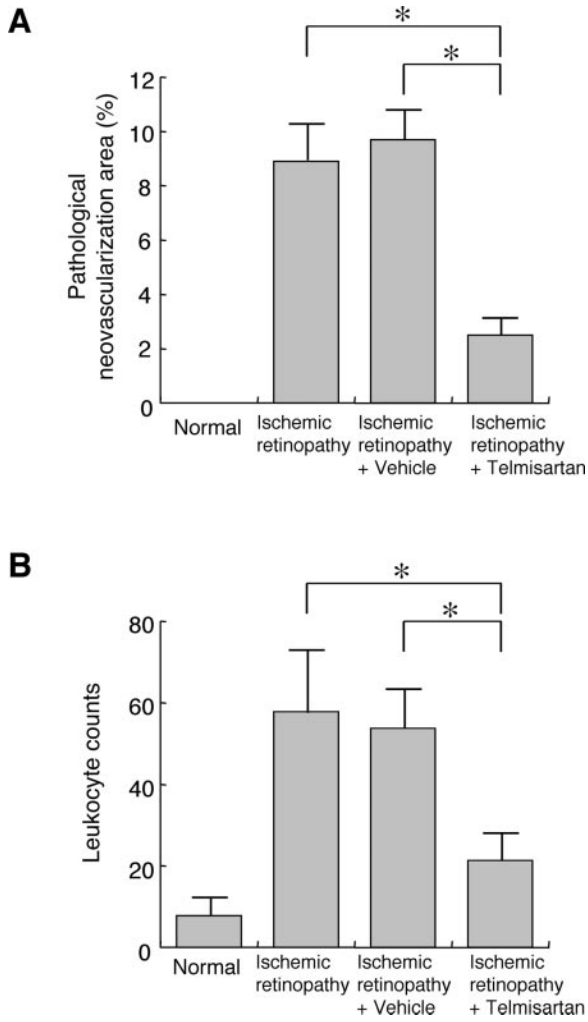 A
*
*
12
10
8
6
4
2
0
Pathological
neovascularization area (%)
Normal
Ischemic
retinopathy
Ischemic
retinopathy
+ Vehicle
Ischemic
retinopathy
+ Telmisartan
B
*
*
80
60
40
20
0
Leukocyte counts
Normal
Ischemic
retinopathy
Ischemic
retinopathy
+ Vehicle
Ischemic
retinopathy
+ Telmisartan